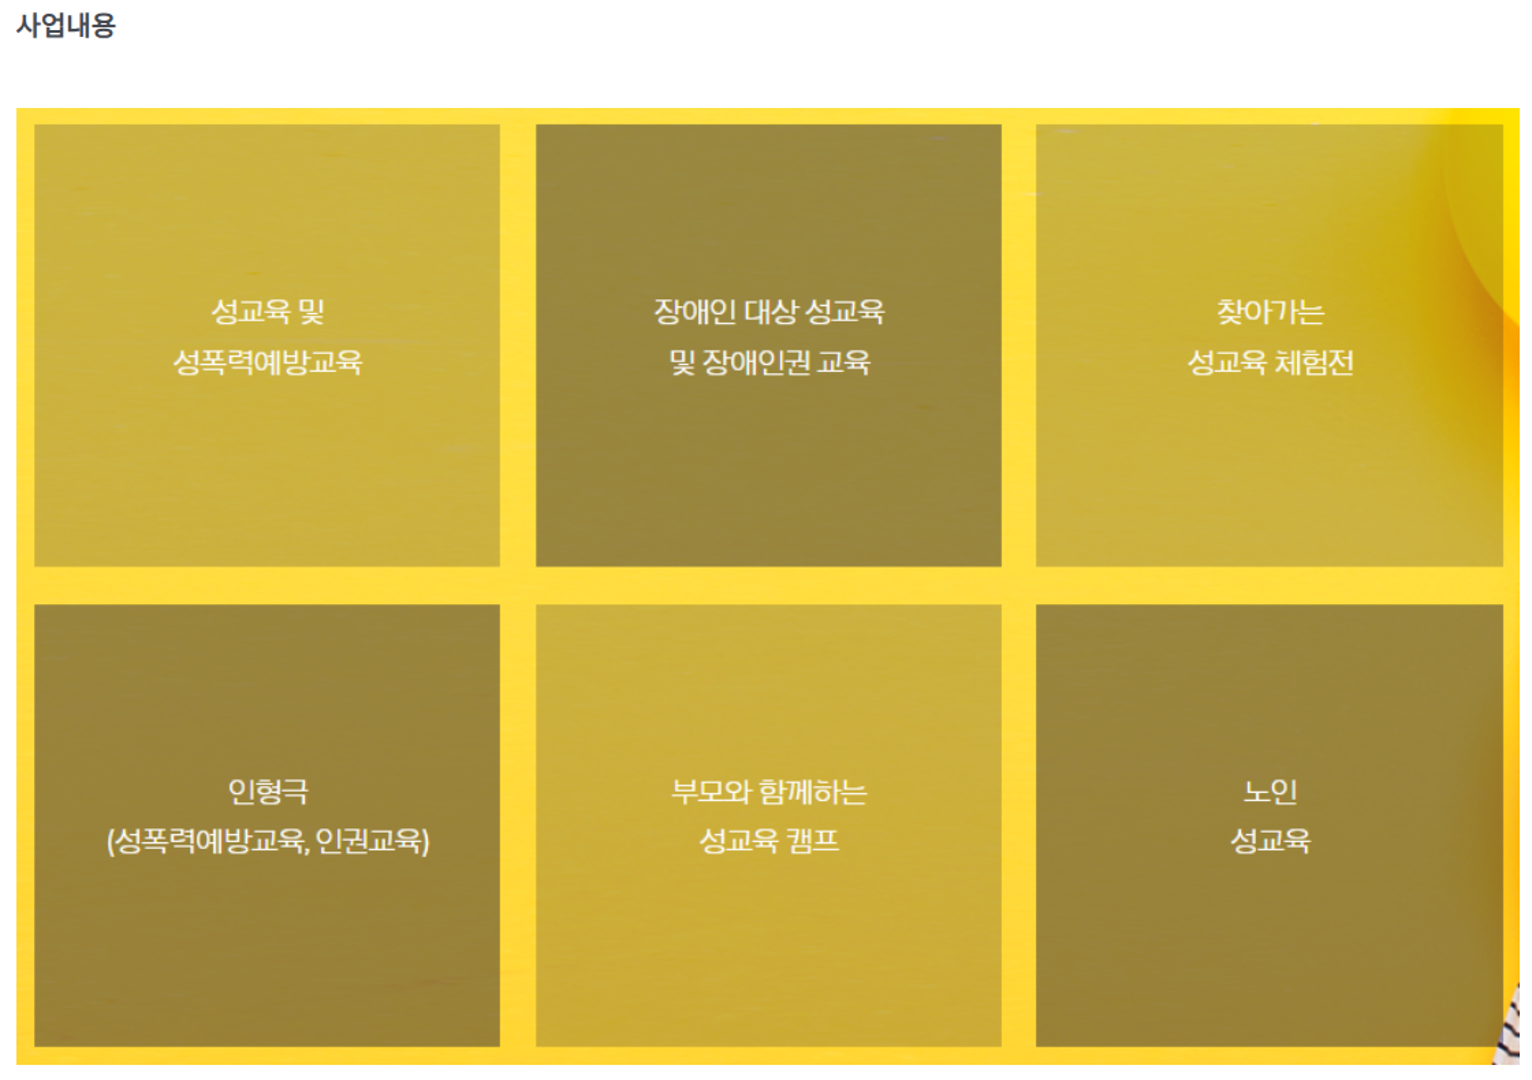 사업내용
성교육 및
성폭력예방교육
장애인 대상 성교육
및 장애인권 교육
찾아가는
성교육 체험전
인형극
(성폭력예방교육, 인권교육)
부모와 함께하는
성교육 캠프
노인
성교육